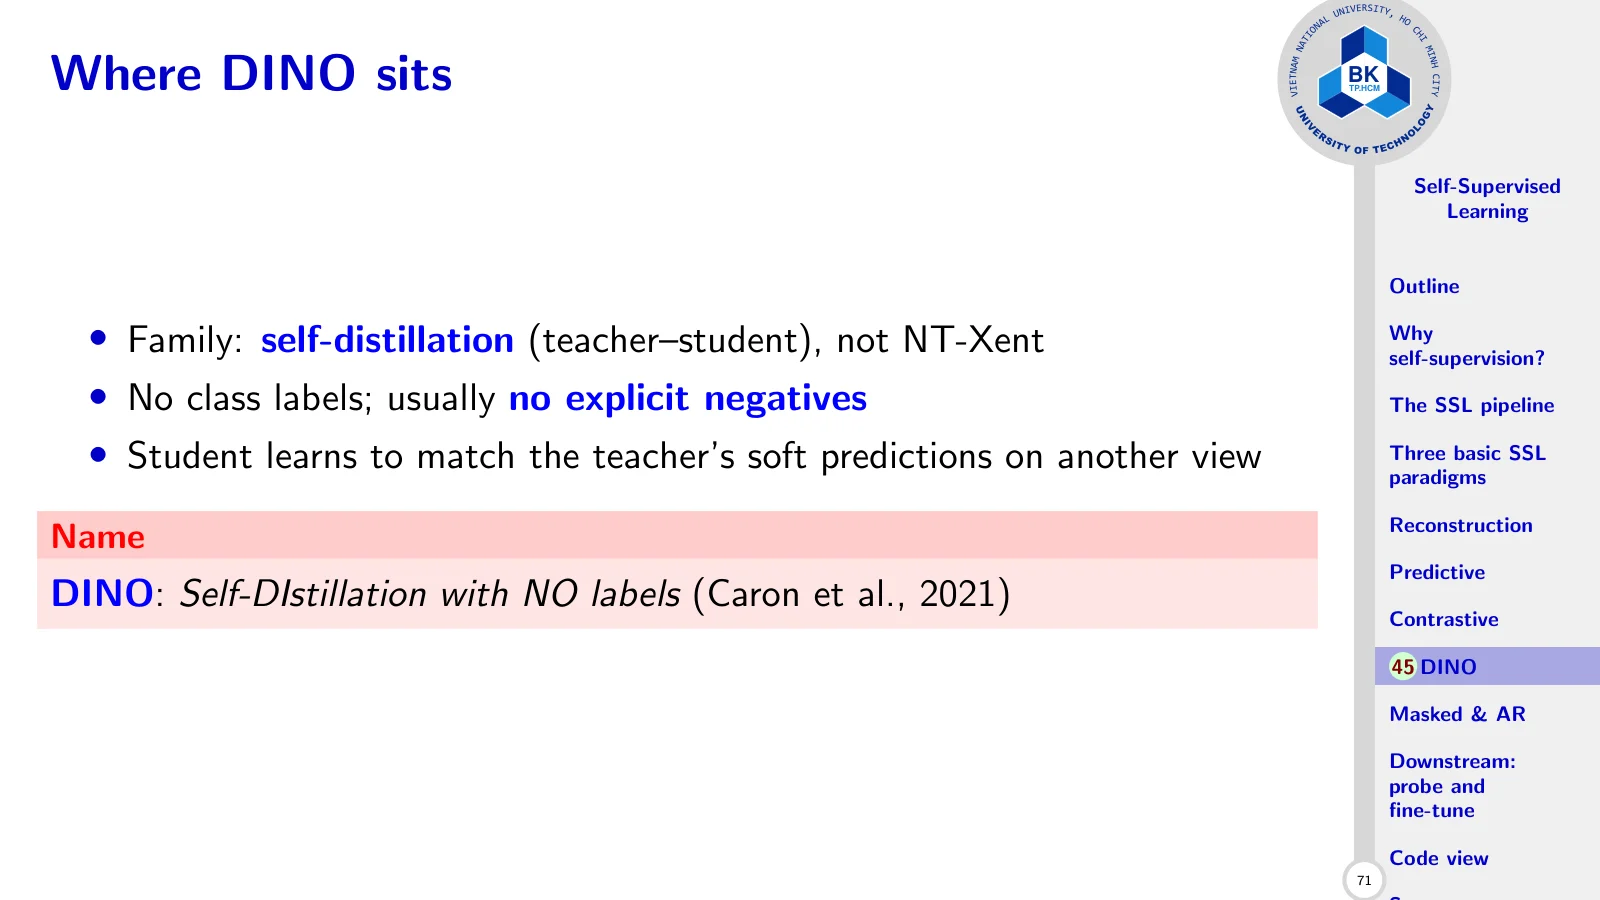 Where DINO sits
• Family: self-distillation (teacher–student), not NT-Xent
• No class labels; usually no explicit negatives
• Student learns to match the teacher's soft predictions on another view
Name
DINO: Self-DIstillation with NO labels (Caron et al., 2021)
VIETNAM NATIONAL UNIVERSITY, HO CHI MINH CITY
BK
TP.HCM
UNIVERSITY OF TECHNOLOGY
Self-Supervised
Learning
Outline
Why
self-supervision?
The SSL pipeline
Three basic SSL
paradigms
Reconstruction
Predictive
Contrastive
45 DINO
Masked & AR
Downstream:
probe and
fine-tune
Code view
71